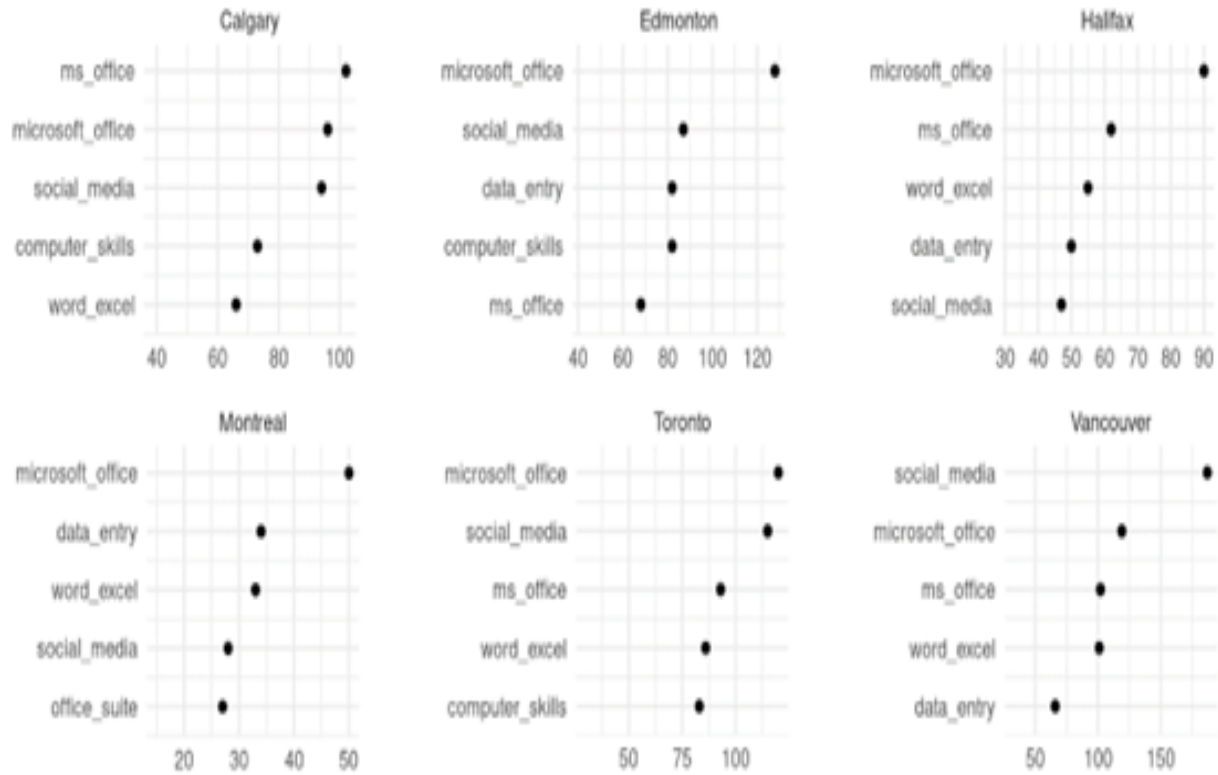 Calgary
ms_office
microsoft_office
social_media
computer_skills
word_excel
40 60 80 100
Edmonton
microsoft_office
social_media
data_entry
computer_skills
ms_office
40 60 80 100 120
Halifax
microsoft_office
ms_office
word_excel
data_entry
social_media
30 40 50 60 70 80 90
Montreal
microsoft_office
data_entry
word_excel
social_media
office_suite
20 30 40 50
Toronto
microsoft_office
social_media
ms_office
word_excel
computer_skills
50 75 100
Vancouver
social_media
microsoft_office
ms_office
word_excel
data_entry
50 100 150